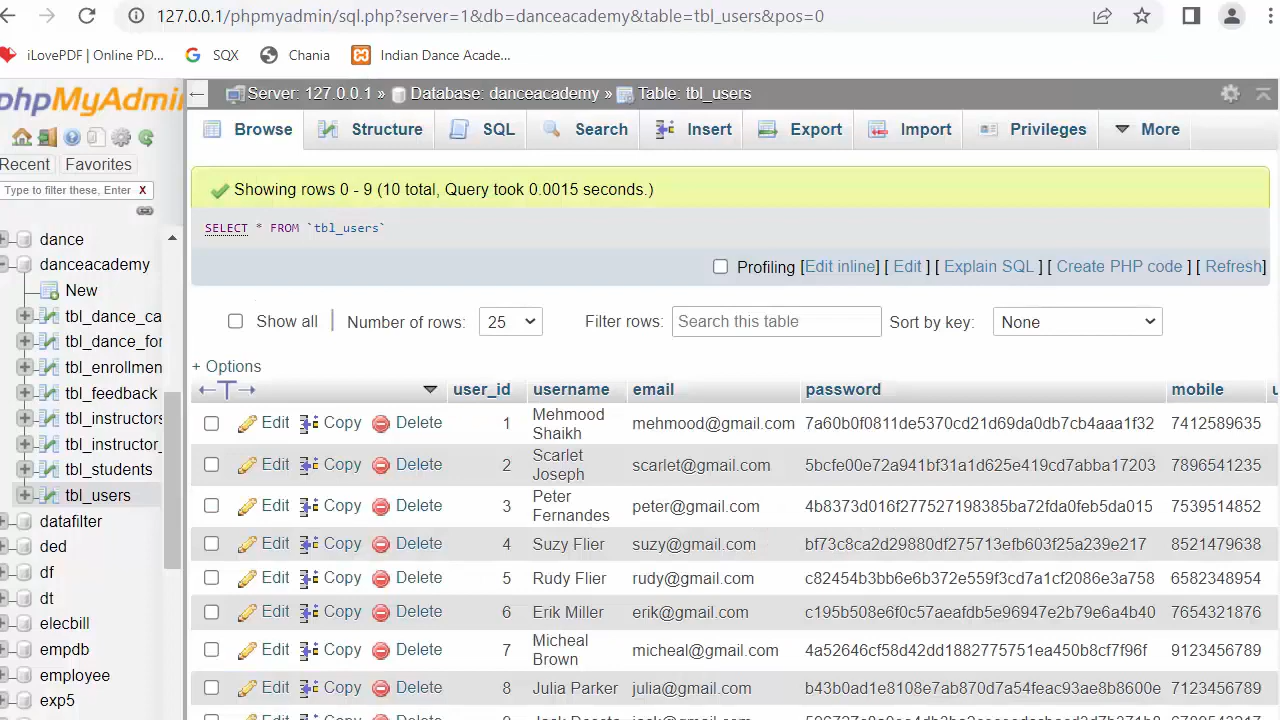 127.0.0.1/phpmyadmin/sql.php?server=1&db=danceacademy&table=tbl_users&pos=0
iLovePDF | Online PD... SQX Chania Indian Dance Acade...
phpMyAdmin
Server: 127.0.0.1 » Database: danceacademy » Table: tbl_users
Browse Structure SQL Search Insert Export Import Privileges More
Recent Favorites
Type to filter these, Enter X
dance
danceacademy
New
tbl_dance_ca
tbl_dance_for
tbl_enrollmen
tbl_feedback
tbl_instructors
tbl_instructor_
tbl_students
tbl_users
datafilter
ded
df
dt
elecbill
empdb
employee
exp5
Showing rows 0 - 9 (10 total, Query took 0.0015 seconds.)
SELECT * FROM `tbl_users`
Profiling [Edit inline] [ Edit ] [ Explain SQL ] [ Create PHP code ] [ Refresh]
Show all | Number of rows: 25 Filter rows: Search this table Sort by key: None
+ Options
←T→ user_id username email password mobile
Edit Copy Delete 1 Mehmood Shaikh mehmood@gmail.com 7a60b0f0811de5370cd21d69da0db7cb4aaa1f32 7412589635
Edit Copy Delete 2 Scarlet Joseph scarlet@gmail.com 5bcfe00e72a941bf31a1d625e419cd7abba17203 7896541235
Edit Copy Delete 3 Peter Fernandes peter@gmail.com 4b8373d016f277527198385ba72fda0feb5da015 7539514852
Edit Copy Delete 4 Suzy Flier suzy@gmail.com bf73c8ca2d29880df275713efb603f25a239e217 8521479638
Edit Copy Delete 5 Rudy Flier rudy@gmail.com c82454b3bb6e6b372e559f3cd7a1cf2086e3a758 6582348954
Edit Copy Delete 6 Erik Miller erik@gmail.com c195b508e6f0c57aeafdb5e96947e2b79e6a4b40 7654321876
Edit Copy Delete 7 Micheal Brown micheal@gmail.com 4a52646cf58d42dd1882775751ea450b8cf7f96f 9123456789
Edit Copy Delete 8 Julia Parker julia@gmail.com b43b0ad1e8108e7ab870d7a54feac93ae8b8600e 7123456789